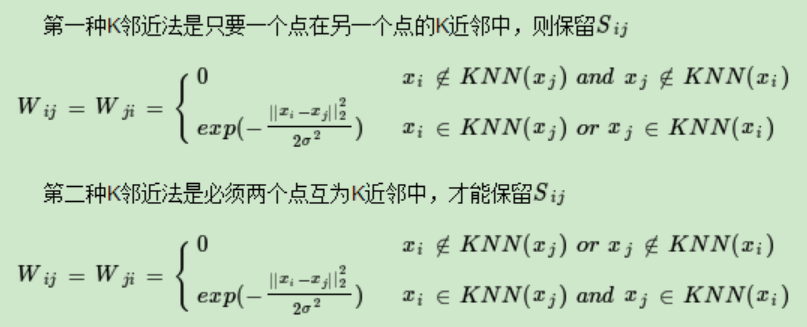 第一种K邻近法是只要一个点在另一个点的K近邻中，则保留$S_{ij}$
$W_{ij} = W_{ji} = \begin{cases} 0 & x_i \notin KNN(x_j) \ and \ x_j \notin KNN(x_i) \\ exp(-\frac{||x_i-x_j||_2^2}{2\sigma^2}) & x_i \in KNN(x_j) \ or \ x_j \in KNN(x_i) \end{cases}$
第二种K邻近法是必须两个点互为K近邻中，才能保留$S_{ij}$
$W_{ij} = W_{ji} = \begin{cases} 0 & x_i \notin KNN(x_j) \ or \ x_j \notin KNN(x_i) \\ exp(-\frac{||x_i-x_j||_2^2}{2\sigma^2}) & x_i \in KNN(x_j) \ and \ x_j \in KNN(x_i) \end{cases}$